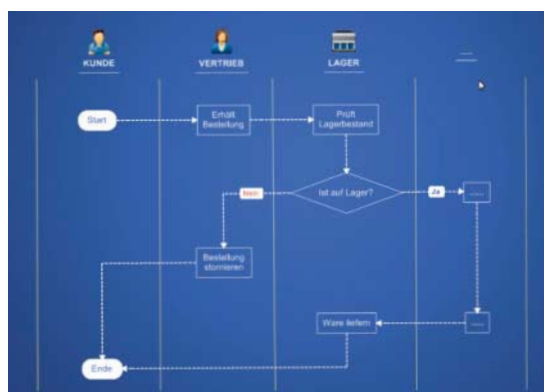 KUNDE
VERTRIEB
LAGER
...
Start
Erhält
Bestellung
Prüft
Lagerbestand
Ist auf Lager?
Nein
Ja
......
Bestellung
stornieren
Ware liefern
......
Ende